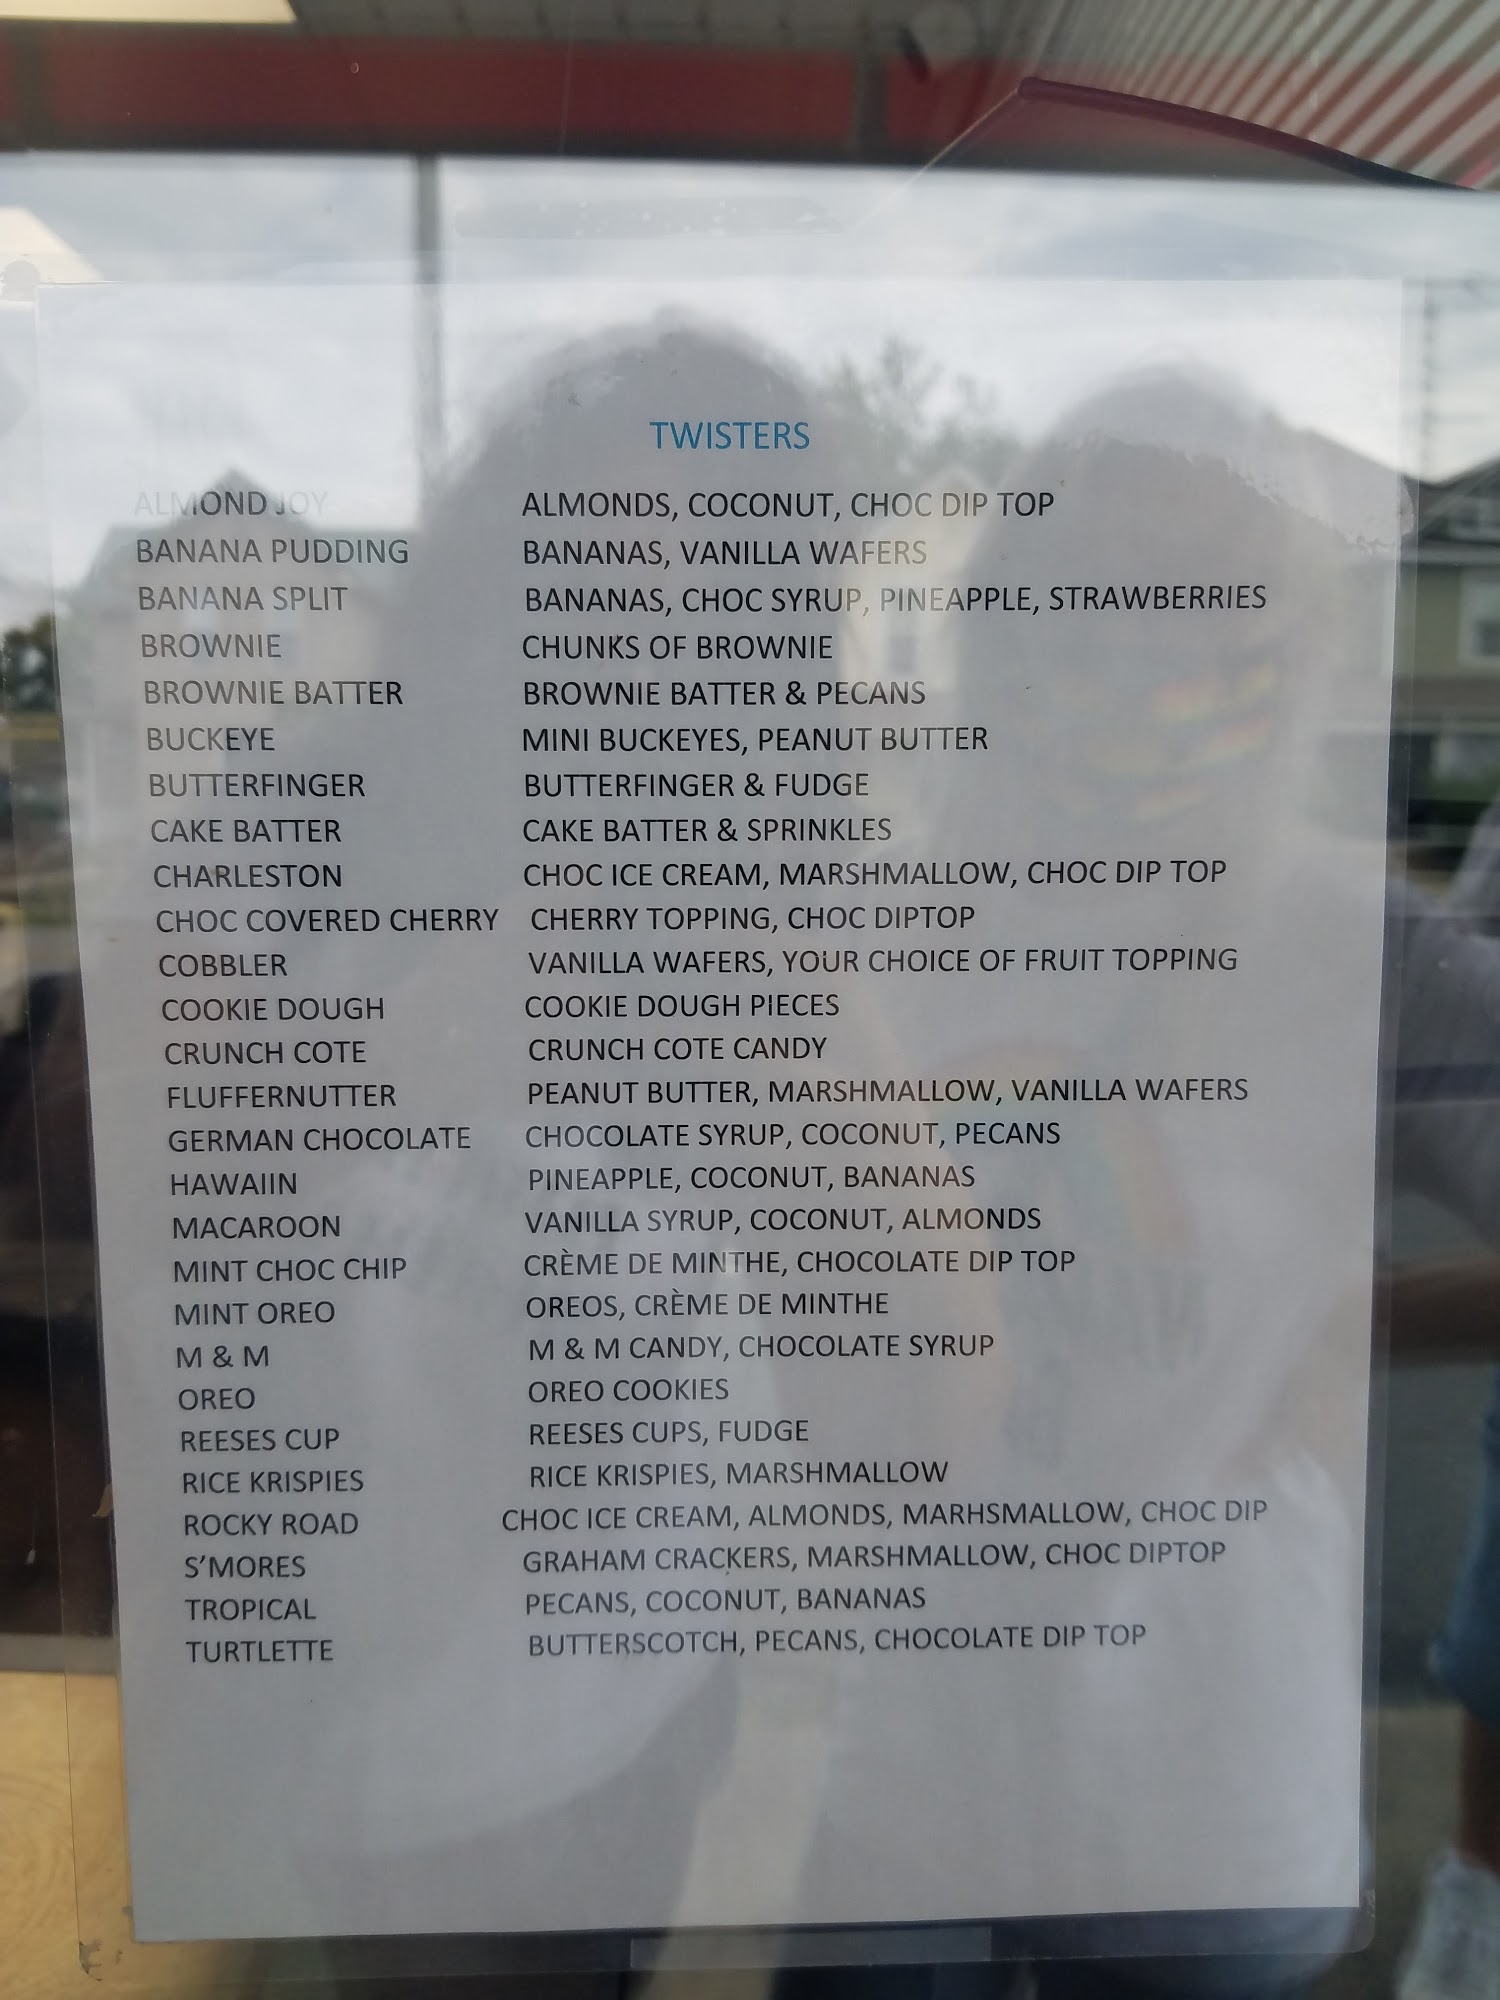 TWISTERS
ALMOND JOY ALMONDS, COCONUT, CHOC DIP TOP
BANANA PUDDING BANANAS, VANILLA WAFERS
BANANA SPLIT BANANAS, CHOC SYRUP, PINEAPPLE, STRAWBERRIES
BROWNIE CHUNKS OF BROWNIE
BROWNIE BATTER BROWNIE BATTER & PECANS
BUCKEYE MINI BUCKEYES, PEANUT BUTTER
BUTTERFINGER BUTTERFINGER & FUDGE
CAKE BATTER CAKE BATTER & SPRINKLES
CHARLESTON CHOC ICE CREAM, MARSHMALLOW, CHOC DIP TOP
CHOC COVERED CHERRY CHERRY TOPPING, CHOC DIPTOP
COBBLER VANILLA WAFERS, YOUR CHOICE OF FRUIT TOPPING
COOKIE DOUGH COOKIE DOUGH PIECES
CRUNCH COTE CRUNCH COTE CANDY
FLUFFERNUTTER PEANUT BUTTER, MARSHMALLOW, VANILLA WAFERS
GERMAN CHOCOLATE CHOCOLATE SYRUP, COCONUT, PECANS
HAWAIIN PINEAPPLE, COCONUT, BANANAS
MACAROON VANILLA SYRUP, COCONUT, ALMONDS
MINT CHOC CHIP CRÈME DE MINTHE, CHOCOLATE DIP TOP
MINT OREO OREOS, CRÈME DE MINTHE
M & M M & M CANDY, CHOCOLATE SYRUP
OREO OREO COOKIES
REESES CUP REESES CUPS, FUDGE
RICE KRISPIES RICE KRISPIES, MARSHMALLOW
ROCKY ROAD CHOC ICE CREAM, ALMONDS, MARHSMALLOW, CHOC DIP
S’MORES GRAHAM CRACKERS, MARSHMALLOW, CHOC DIPTOP
TROPICAL PECANS, COCONUT, BANANAS
TURTLETTE BUTTERSCOTCH, PECANS, CHOCOLATE DIP TOP